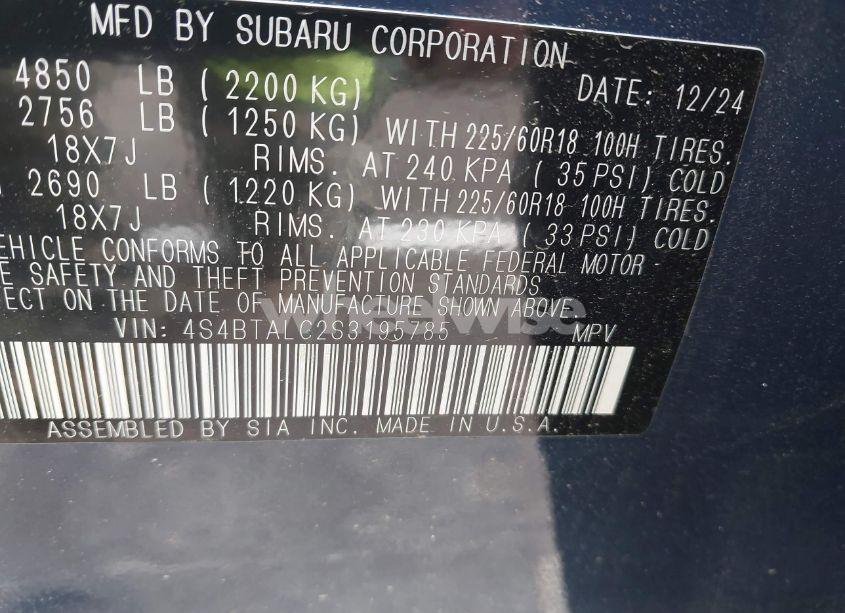 MFD BY SUBARU CORPORATION
4850 LB ( 2200 KG) DATE: 12/24
2756 LB ( 1250 KG) WITH 225/60R18 100H TIRES.
18X7J RIMS. AT 240 KPA ( 35 PSI) COLD
2690 LB ( 1220 KG) WITH 225/60R18 100H TIRES.
18X7J RIMS. AT 230 KPA ( 33 PSI) COLD
EHICLE CONFORMS TO ALL APPLICABLE FEDERAL MOTOR
E SAFETY AND THEFT PREVENTION STANDARDS
ECT ON THE DATE OF MANUFACTURE SHOWN ABOVE.
wheelwise
VIN: 4S4BTALC2S3195785 MPV
ASSEMBLED BY SIA INC. MADE IN U.S.A.